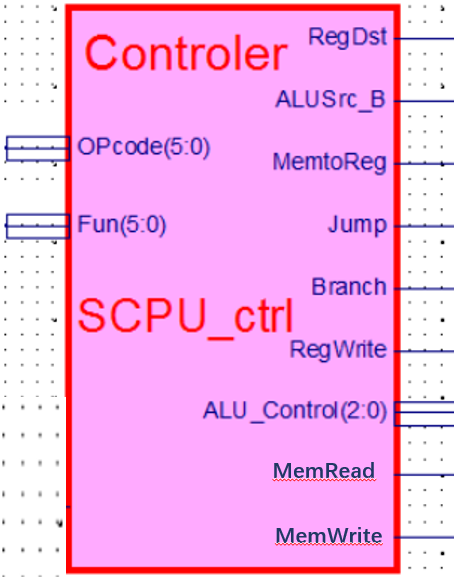 Controler
RegDst
ALUSrc_B
OPcode(5:0)
MemtoReg
Fun(5:0)
Jump
Branch
SCPU_ctrl
RegWrite
ALU_Control(2:0)
MemRead
MemWrite